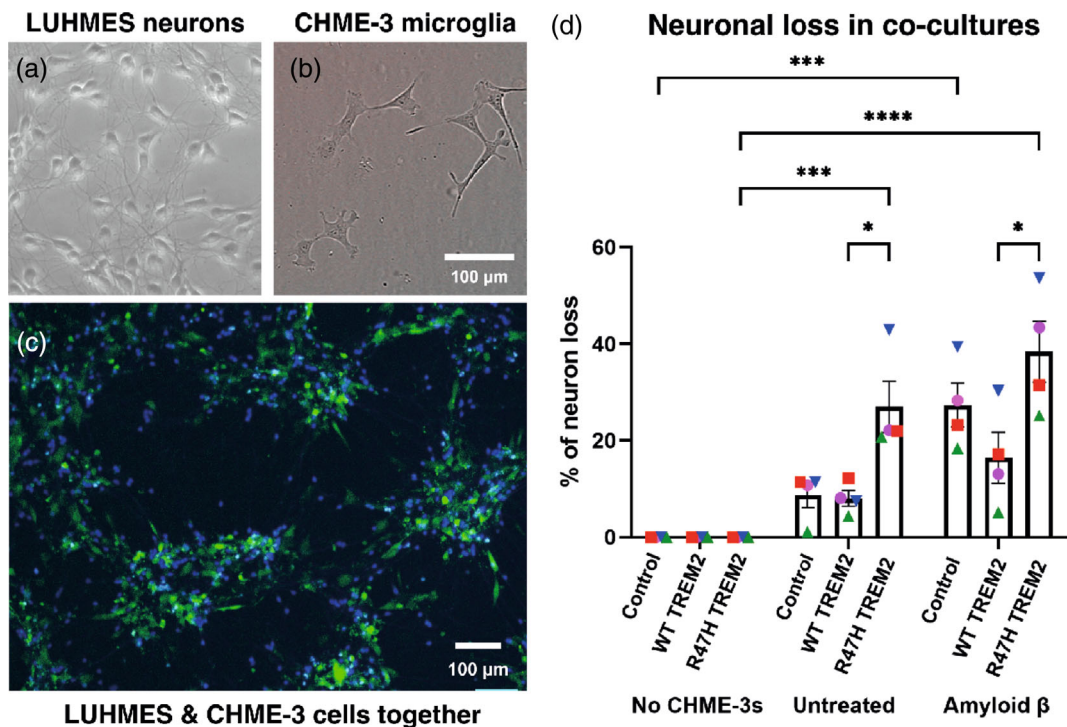 LUHMES neurons
CHME-3 microglia
(a)
(b)
100 µm
(c)
100 µm
LUHMES & CHME-3 cells together
(d)
Neuronal loss in co-cultures
***
****
***
*
*
% of neuron loss
60
40
20
0
Control
WT TREM2
R47H TREM2
Control
WT TREM2
R47H TREM2
Control
WT TREM2
R47H TREM2
No CHME-3s
Untreated
Amyloid β